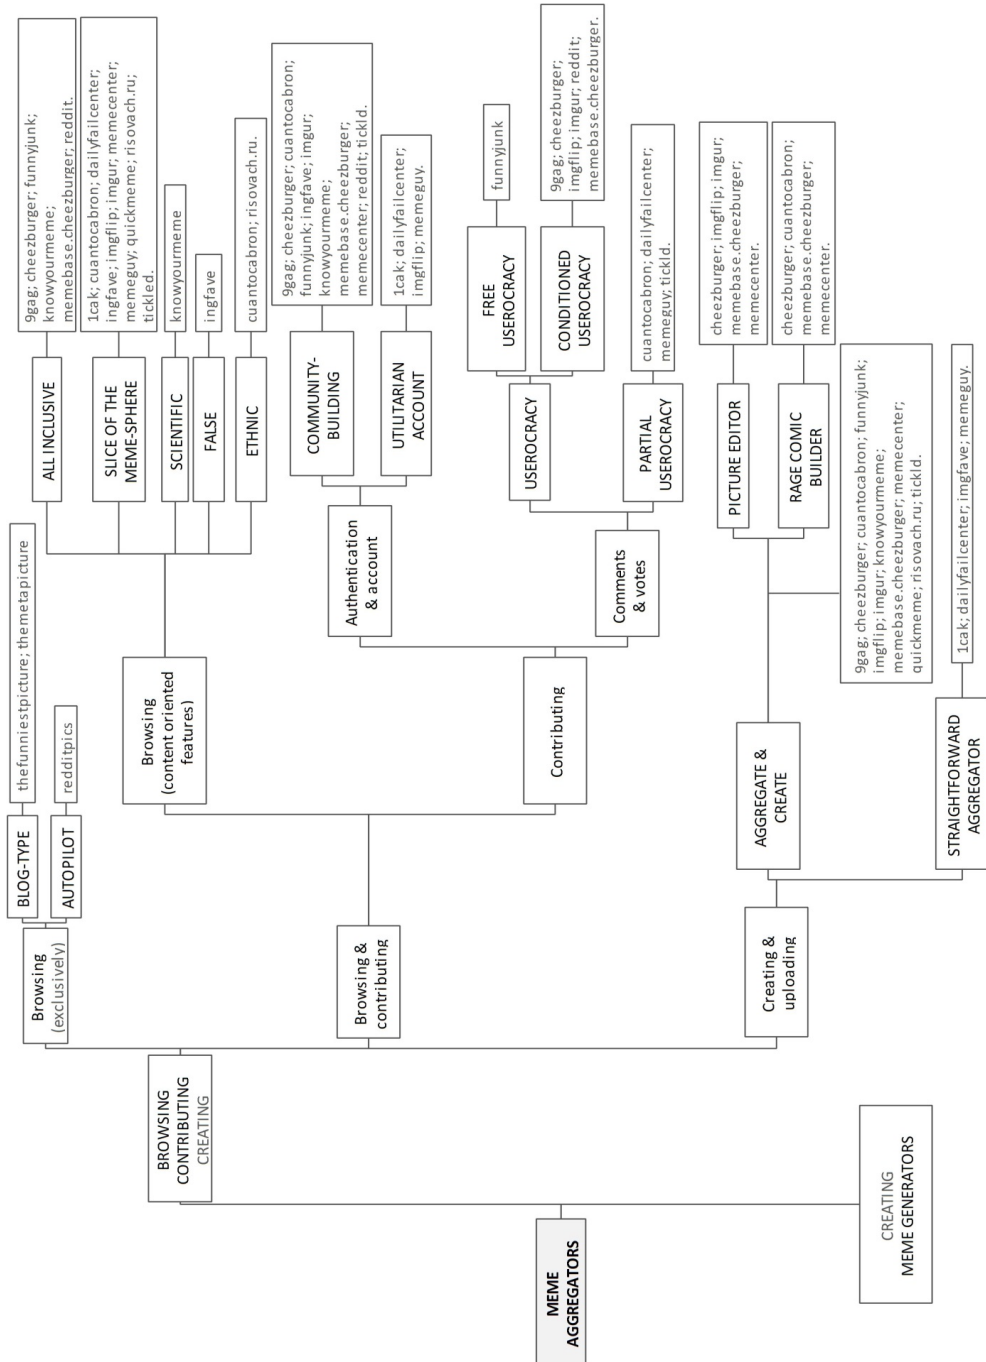 MEME
AGGREGATORS
BROWSING
CONTRIBUTING
CREATING
CREATING
MEME GENERATORS
Browsing
(exclusively)
BLOG-TYPE
thefunniestpicture; themetapicture
AUTOPILOT
redditpics
Browsing &
contributing
Browsing
(content oriented
features)
ALL INCLUSIVE
9gag; cheezburger; funnyjunk;
knowyourmeme;
memebase.cheezburger; reddit.
SLICE OF THE
MEME-SPHERE
1cak; cuantocabron; dailyfailcenter;
ingfave; imgflip; imgur; memecenter;
memeguy; quickmeme; risovach.ru;
tickled.
SCIENTIFIC
knowyourmeme
FALSE
ingfave
ETHNIC
cuantocabron; risovach.ru.
Contributing
Authentication
& account
COMMUNITY-
BUILDING
9gag; cheezburger; cuantocabron;
funnyjunk; ingfave; imgur;
knowyourmeme;
memebase.cheezburger;
memecenter; reddit; tickld.
UTILITARIAN
ACCOUNT
1cak; dailyfailcenter;
imgflip; memeguy.
Comments
& votes
USEROCRACY
FREE
USEROCRACY
funnyjunk
CONDITIONED
USEROCRACY
9gag; cheezburger;
imgflip; imgur; reddit;
memebase.cheezburger.
PARTIAL
USEROCRACY
cuantocabron; dailyfailcenter;
memeguy; tickld.
Creating &
uploading
AGGREGATE &
CREATE
PICTURE EDITOR
cheezburger; imgflip; imgur;
memebase.cheezburger;
memecenter.
RAGE COMIC
BUILDER
cheezburger; cuantocabron;
memebase.cheezburger;
memecenter.
9gag; cheezburger; cuantocabron; funnyjunk;
imgflip; imgur; knowyourmeme;
memebase.cheezburger; memecenter;
quickmeme; risovach.ru; tickld.
STRAIGHTFORWARD
AGGREGATOR
1cak; dailyfailcenter; imgfave; memeguy.